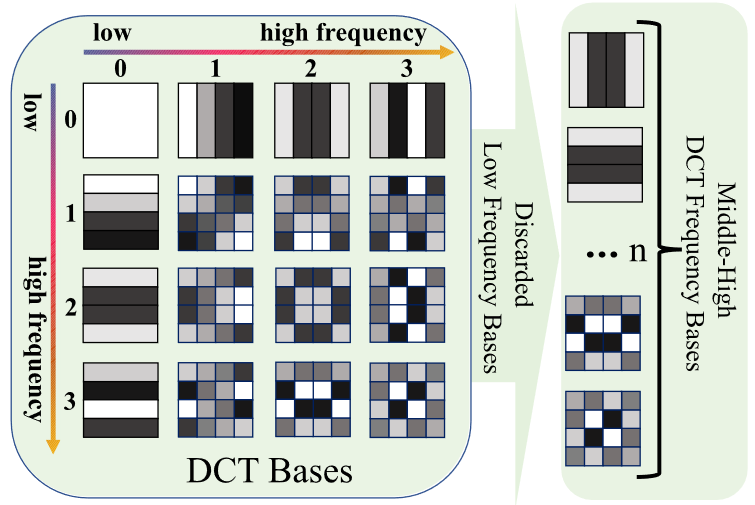 low
high frequency
0 1 2 3
low
high frequency
0
1
2
3
DCT Bases
Discarded
Low Frequency Bases
... n
Middle-High
DCT Frequency Bases